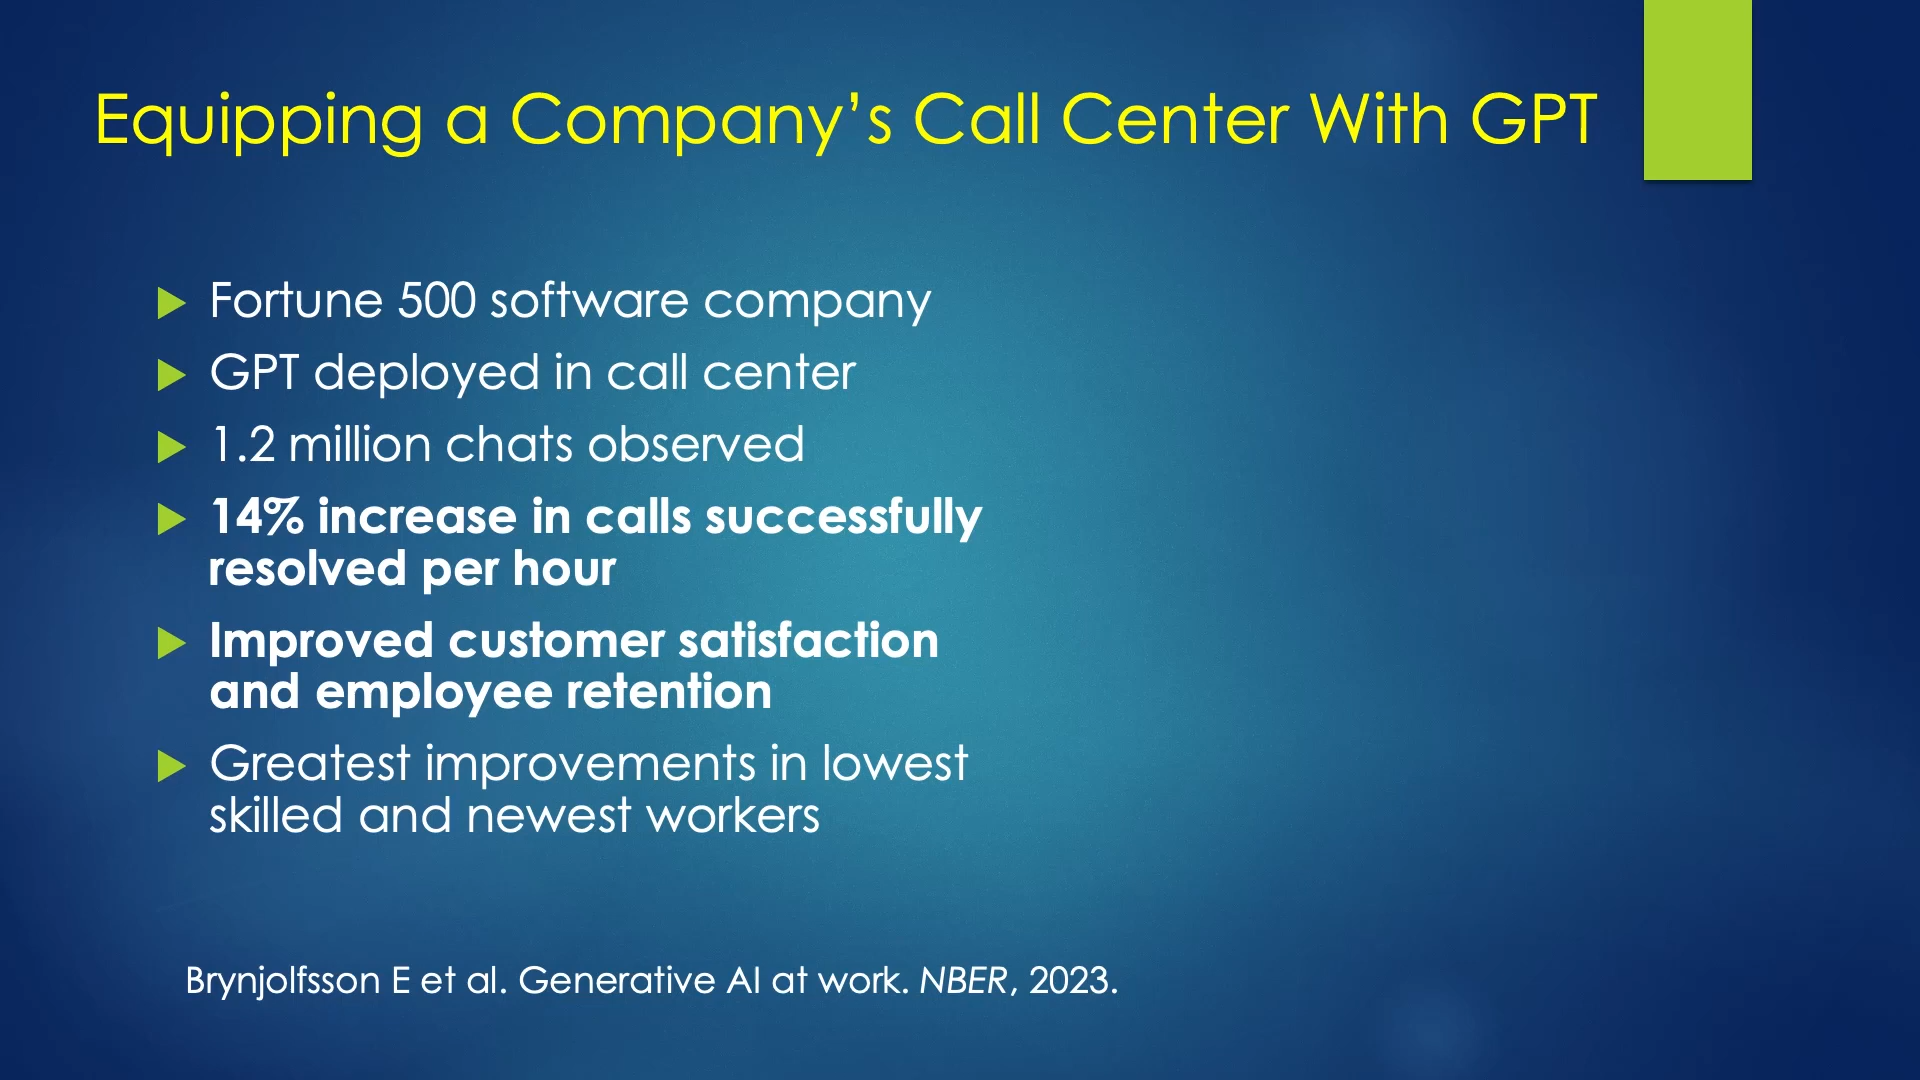 Equipping a Company’s Call Center With GPT
Fortune 500 software company
GPT deployed in call center
1.2 million chats observed
14% increase in calls successfully
resolved per hour
Improved customer satisfaction
and employee retention
Greatest improvements in lowest
skilled and newest workers
Brynjolfsson E et al. Generative AI at work. NBER, 2023.